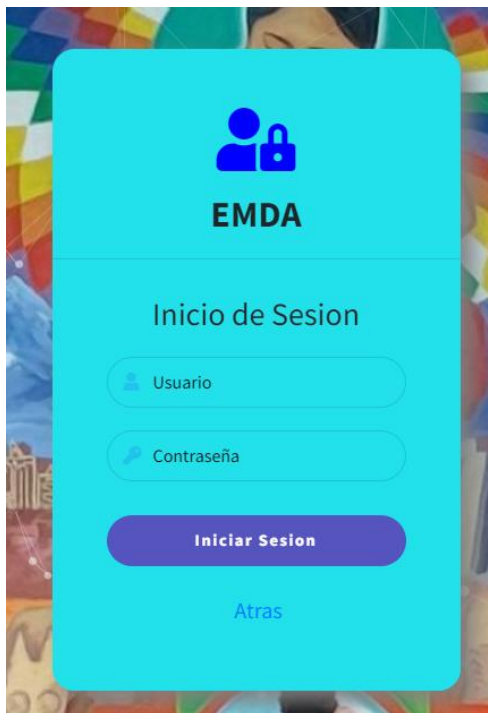 EMDA
Inicio de Sesion
Usuario
Contraseña
Iniciar Sesion
Atras